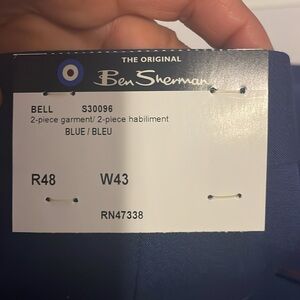 THE ORIGINAL
Ben Sherman
BELL S30096
2-piece garment/ 2-piece habiliment
BLUE / BLEU
R48 W43
RN47338